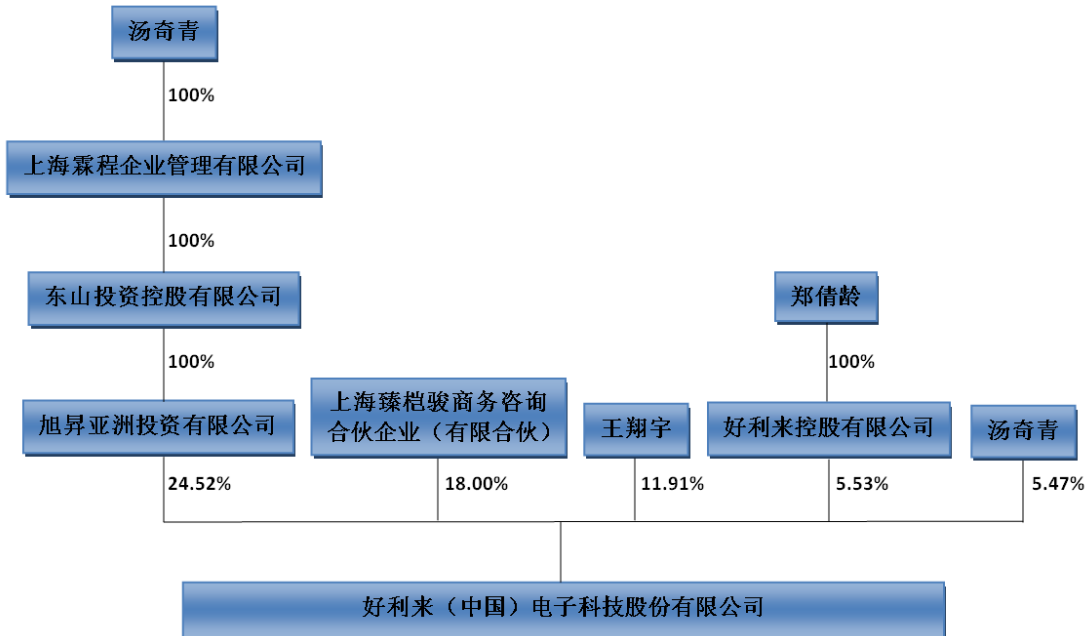 汤奇青
100%
上海霖程企业管理有限公司
100%
东山投资控股有限公司
郑倩龄
100%
100%
旭昇亚洲投资有限公司
上海臻桤骏商务咨询
合伙企业（有限合伙）
王翔宇
好利来控股有限公司
汤奇青
24.52%
18.00%
11.91%
5.53%
5.47%
好利来（中国）电子科技股份有限公司